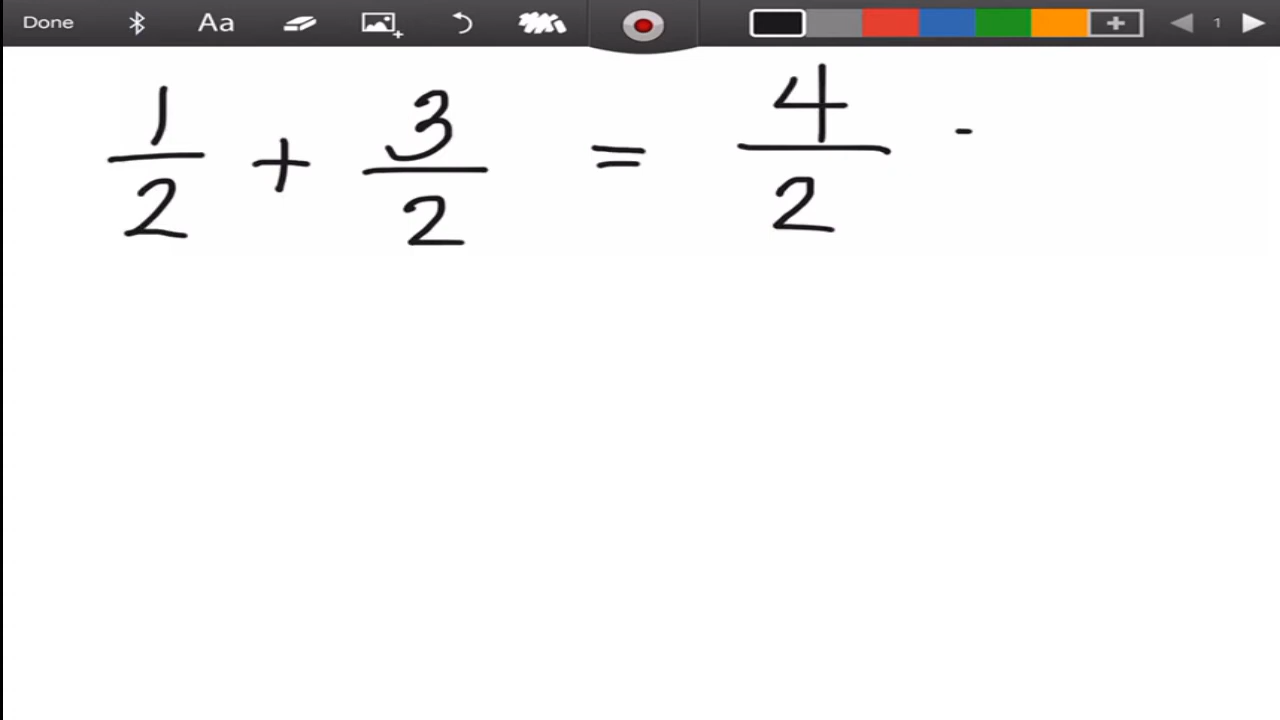 Done Aa 1
1/2 + 3/2 = 4/2 -